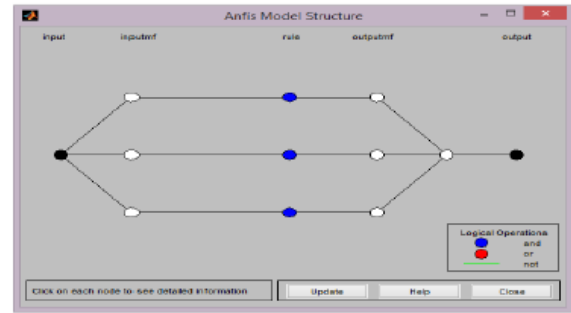 Anfis Model Structure
input inputmf rule outputmf output
Logical Operations
and
or
not
Click on each node to see detailed information Update Help Close